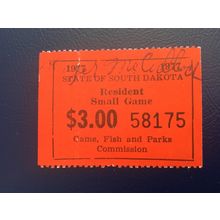 STATE OF SOUTH DAKOTA
Resident
Small Game
$3.00 58175
Game, Fish and Parks
Commission